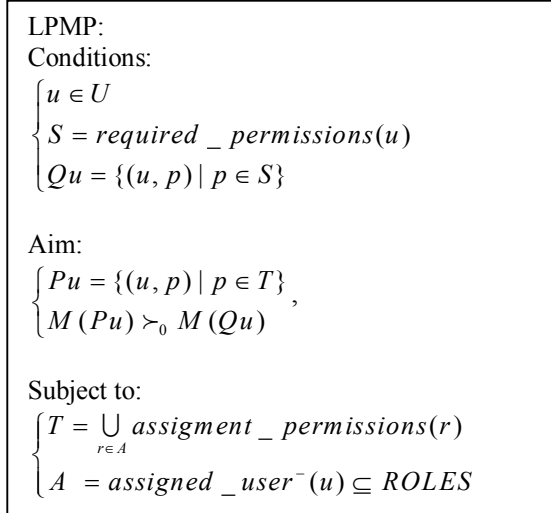 LPMP:
Conditions:
u ∈ U
S = required _ permissions(u)
Qu = {(u, p) | p ∈ S}
Aim:
Pu = {(u, p) | p ∈ T}
M (Pu) ≻₀ M (Qu) ,
Subject to:
T = ⋃ r∈A assigment _ permissions(r)
A = assigned _ user⁻(u) ⊆ ROLES